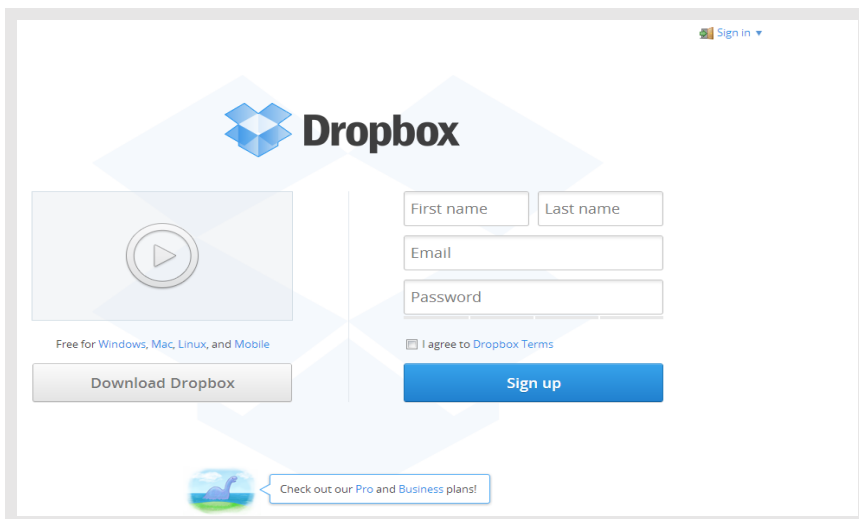 Sign in
Dropbox
First name
Last name
Email
Password
Free for Windows, Mac, Linux, and Mobile
I agree to Dropbox Terms
Download Dropbox
Sign up
Check out our Pro and Business plans!